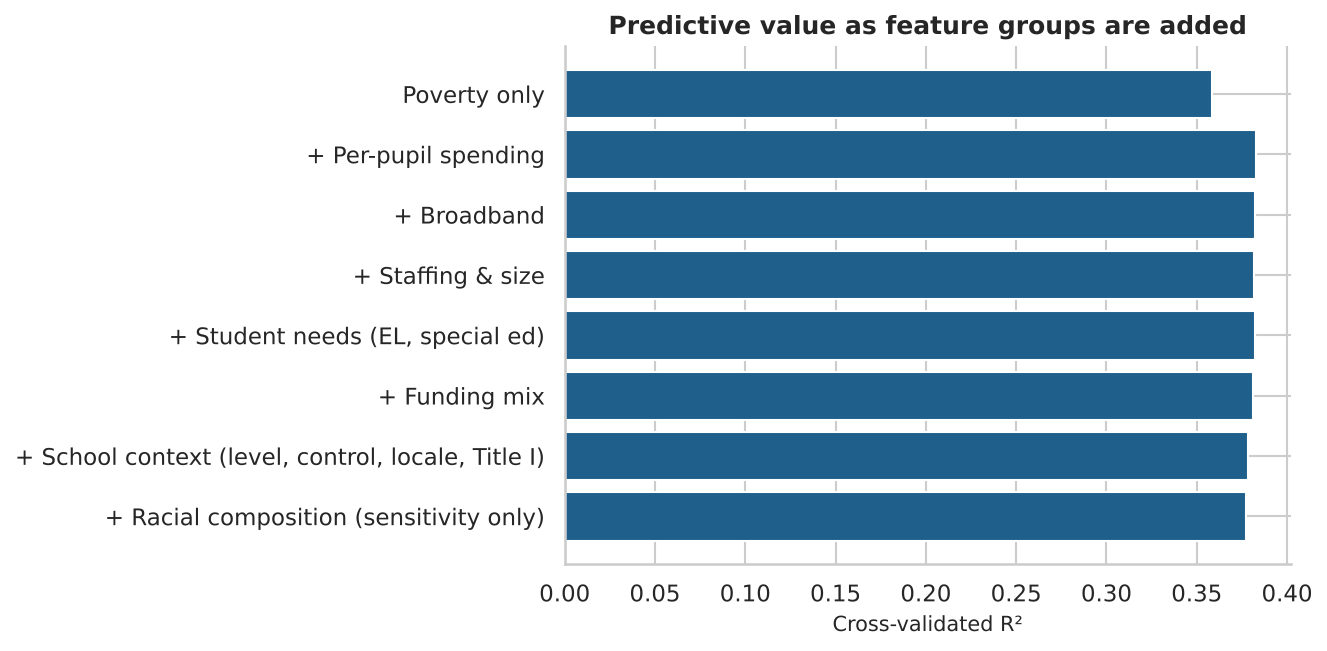 Predictive value as feature groups are added
Poverty only
+ Per-pupil spending
+ Broadband
+ Staffing & size
+ Student needs (EL, special ed)
+ Funding mix
+ School context (level, control, locale, Title I)
+ Racial composition (sensitivity only)
0.00 0.05 0.10 0.15 0.20 0.25 0.30 0.35 0.40
Cross-validated R²